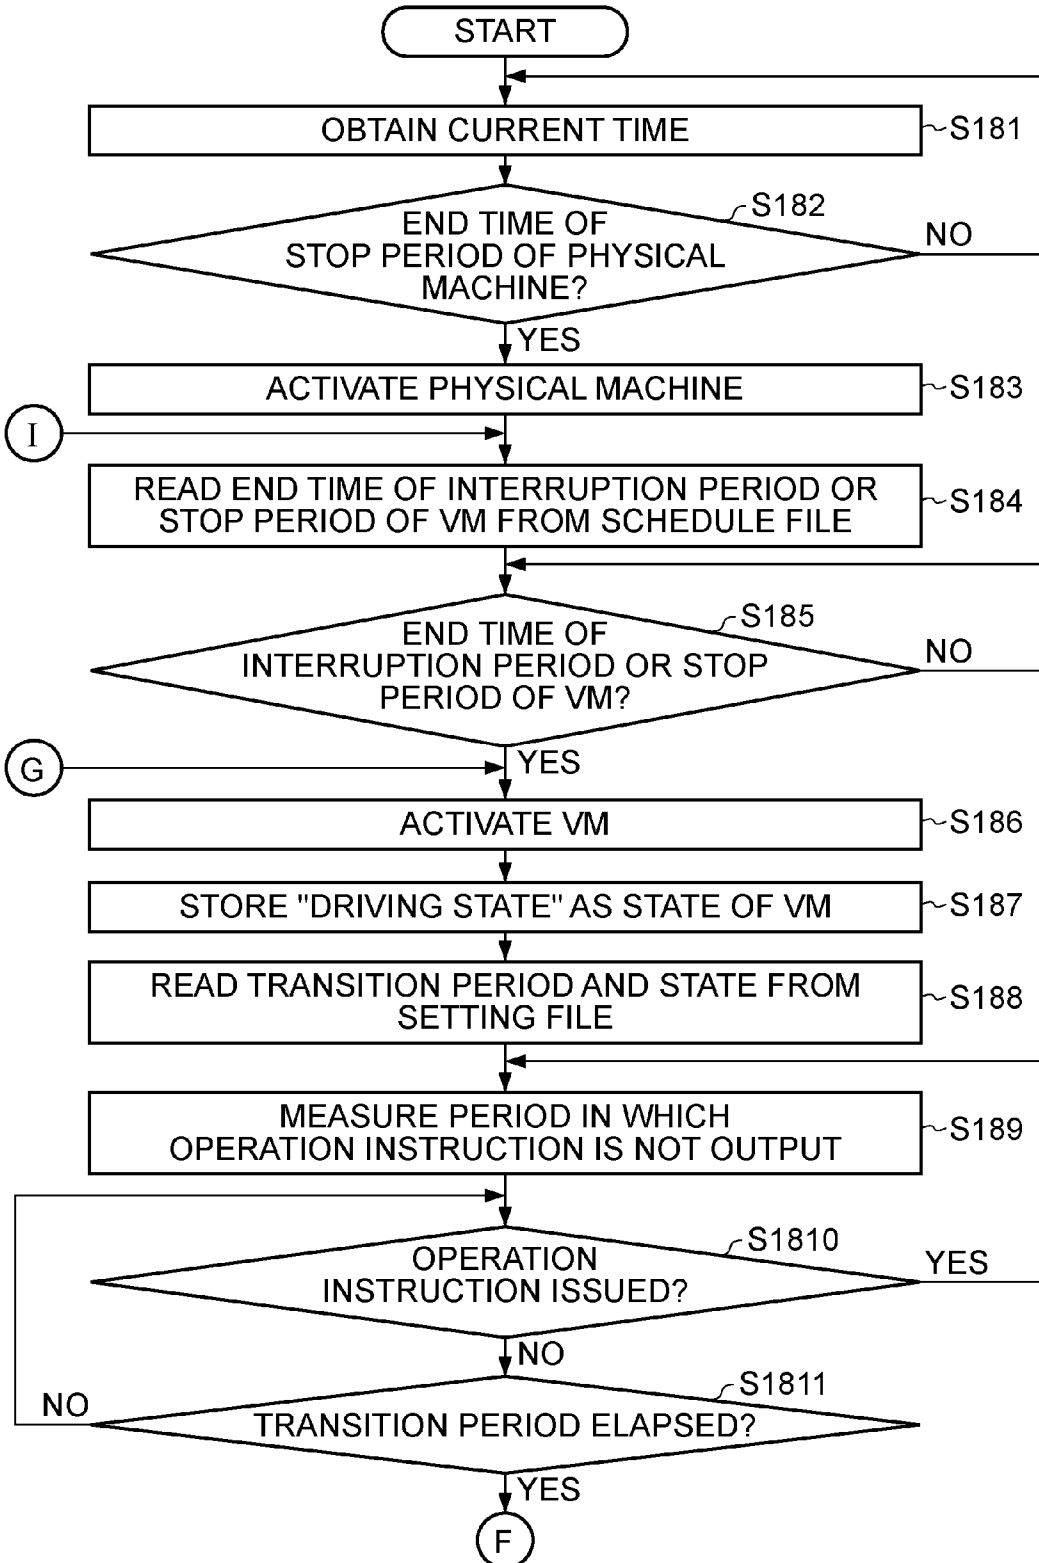 START
OBTAIN CURRENT TIME
S181
S182
END TIME OF
STOP PERIOD OF PHYSICAL
MACHINE?
NO
YES
ACTIVATE PHYSICAL MACHINE
S183
I
READ END TIME OF INTERRUPTION PERIOD OR
STOP PERIOD OF VM FROM SCHEDULE FILE
S184
S185
END TIME OF
INTERRUPTION PERIOD OR STOP
PERIOD OF VM?
NO
YES
G
ACTIVATE VM
S186
STORE "DRIVING STATE" AS STATE OF VM
S187
READ TRANSITION PERIOD AND STATE FROM
SETTING FILE
S188
MEASURE PERIOD IN WHICH
OPERATION INSTRUCTION IS NOT OUTPUT
S189
S1810
OPERATION
INSTRUCTION ISSUED?
YES
NO
S1811
NO
TRANSITION PERIOD ELAPSED?
YES
F